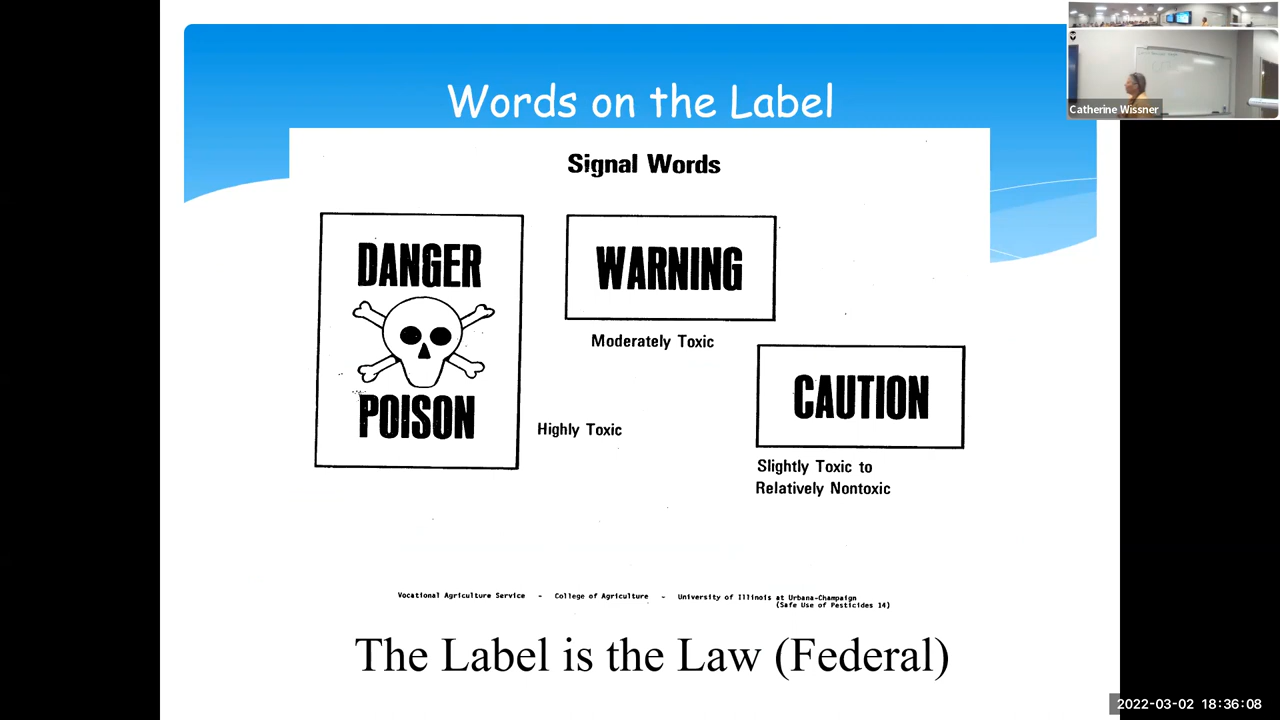 Words on the Label
Signal Words
DANGER
POISON
Highly Toxic
WARNING
Moderately Toxic
CAUTION
Slightly Toxic to
Relatively Nontoxic
Vocational Agriculture Service - College of Agriculture - University of Illinois at Urbana-Champaign
(Safe Use of Pesticides 14)
The Label is the Law (Federal)
Catherine Wissner
2022-03-02 18:36:08